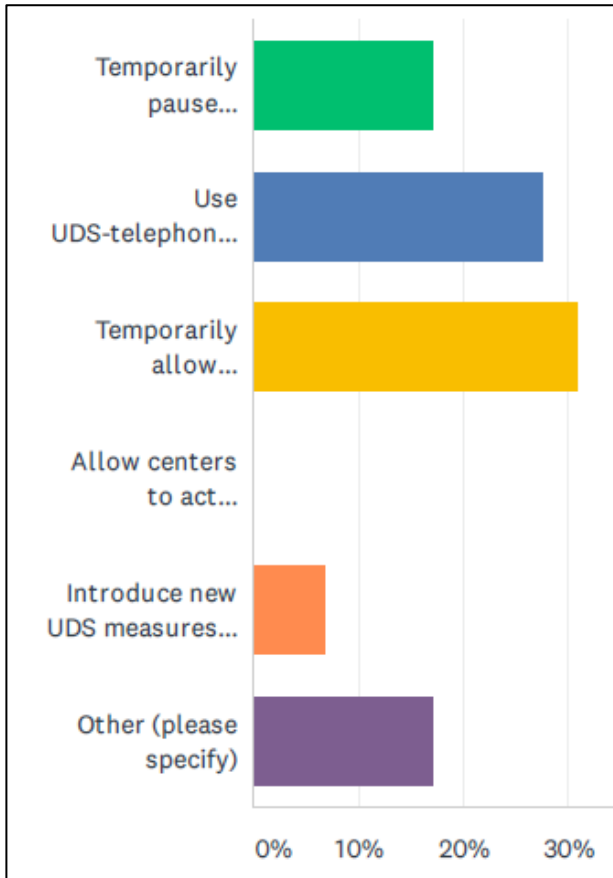 Temporarily
pause...
Use
UDS-telephon...
Temporarily
allow...
Allow centers
to act...
Introduce new
UDS measures...
Other (please
specify)
0% 10% 20% 30%